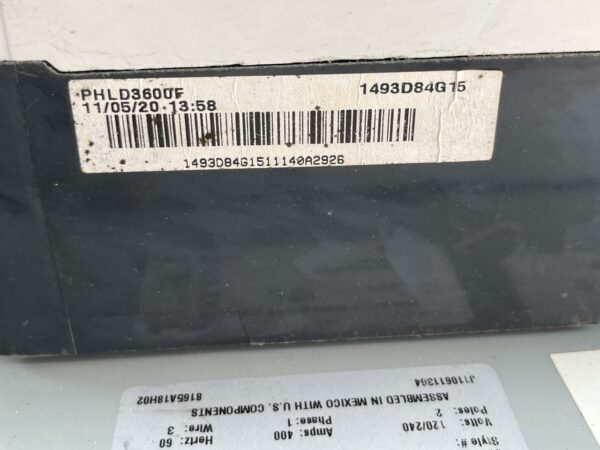 PHLD3600F 1493D84G15
11/05/20 13:58
1493D84G1511140A2926
Style #:
Volts: 120/240 Amps: 400 Hertz: 60
Poles: 2 Phase: 1 Wire: 3
ASSEMBLED IN MEXICO WITH U.S. COMPONENTS
J110611364 8165A18H02